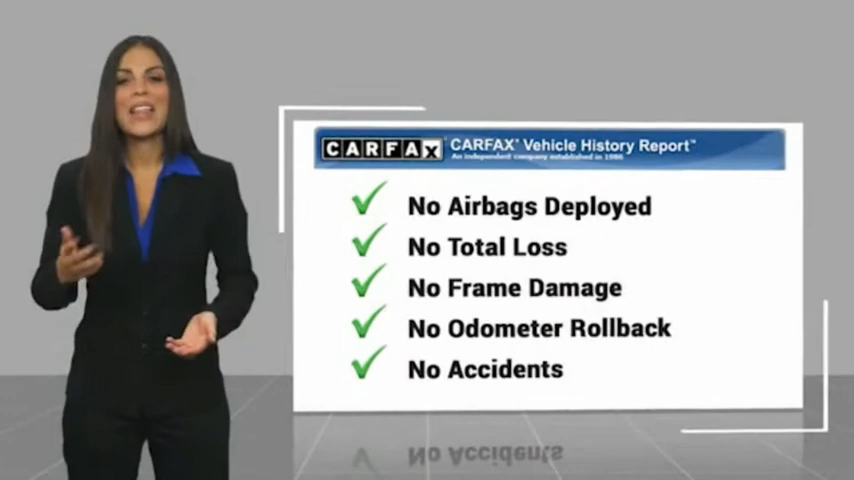 CARFAX CARFAX® Vehicle History Report™
An independent company established in 1986
No Airbags Deployed
No Total Loss
No Frame Damage
No Odometer Rollback
No Accidents
No Accidents